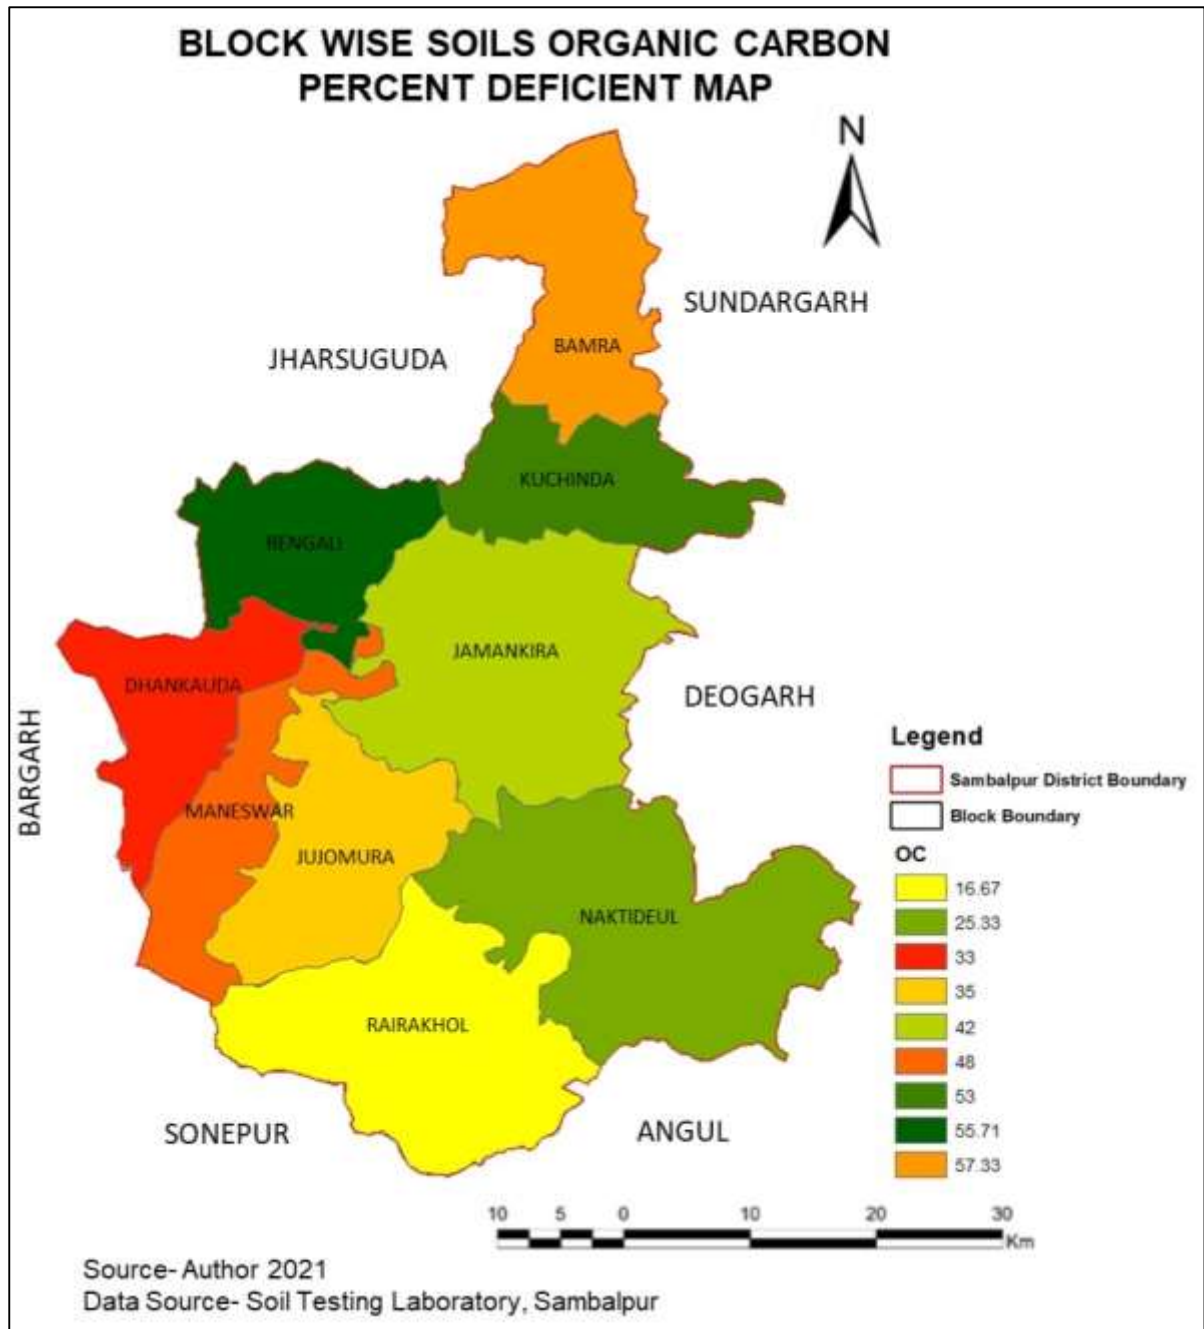 BLOCK WISE SOILS ORGANIC CARBON
PERCENT DEFICIENT MAP
N
SUNDARGARH
BAMRA
JHARSUGUDA
KUCHINDA
BENGALI
JAMANKIRA
DHANKAUDA
DEOGARH
BARGARH
MANESWAR
JUJOMURA
NAKTIDEUL
RAIRAKHOL
SONEPUR
ANGUL
Legend
Sambalpur District Boundary
Block Boundary
OC
16.67
25.33
33
35
42
48
53
55.71
57.33
10 5 0 10 20 30
Km
Source- Author 2021
Data Source- Soil Testing Laboratory, Sambalpur